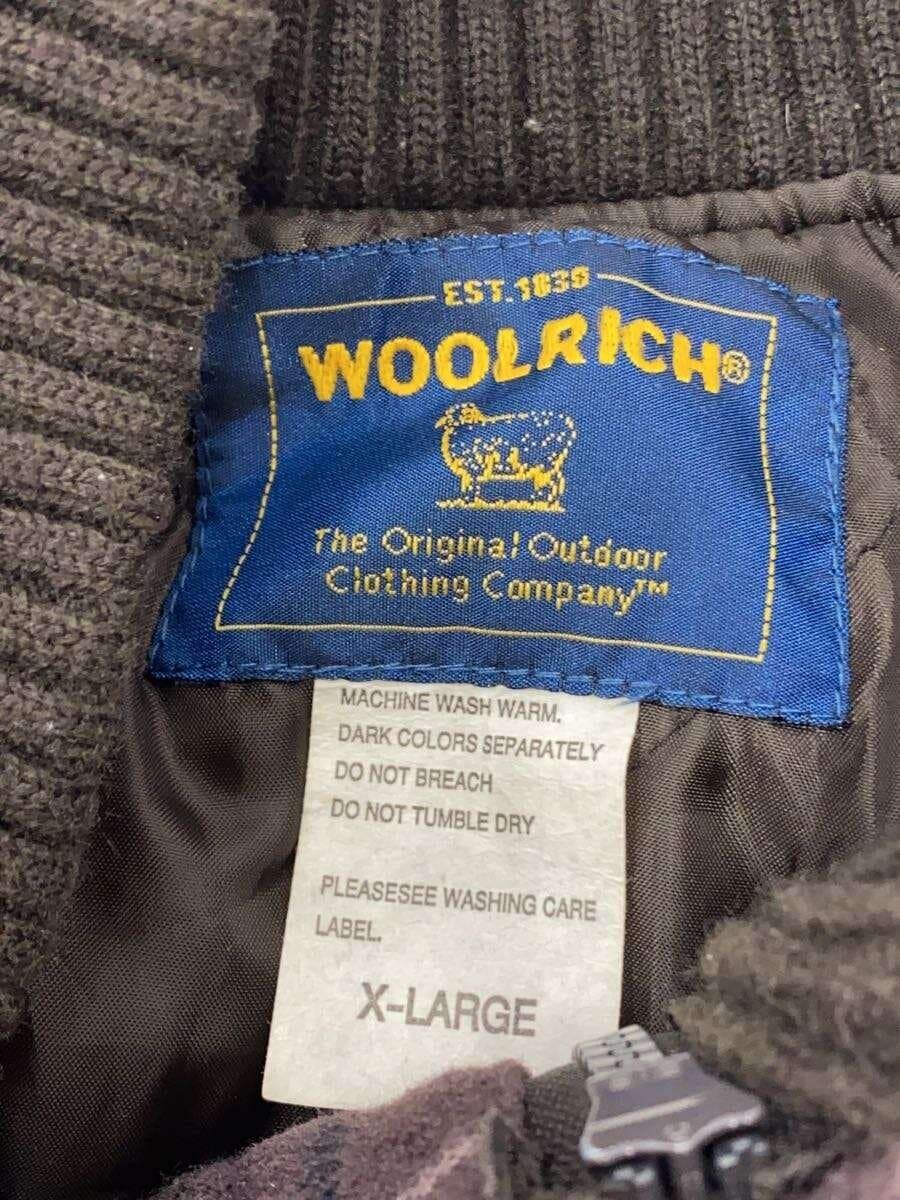 EST. 1830
WOOLRICH®
The Original Outdoor
Clothing Company™
MACHINE WASH WARM.
DARK COLORS SEPARATELY
DO NOT BREACH
DO NOT TUMBLE DRY
PLEASESEE WASHING CARE
LABEL.
X-LARGE